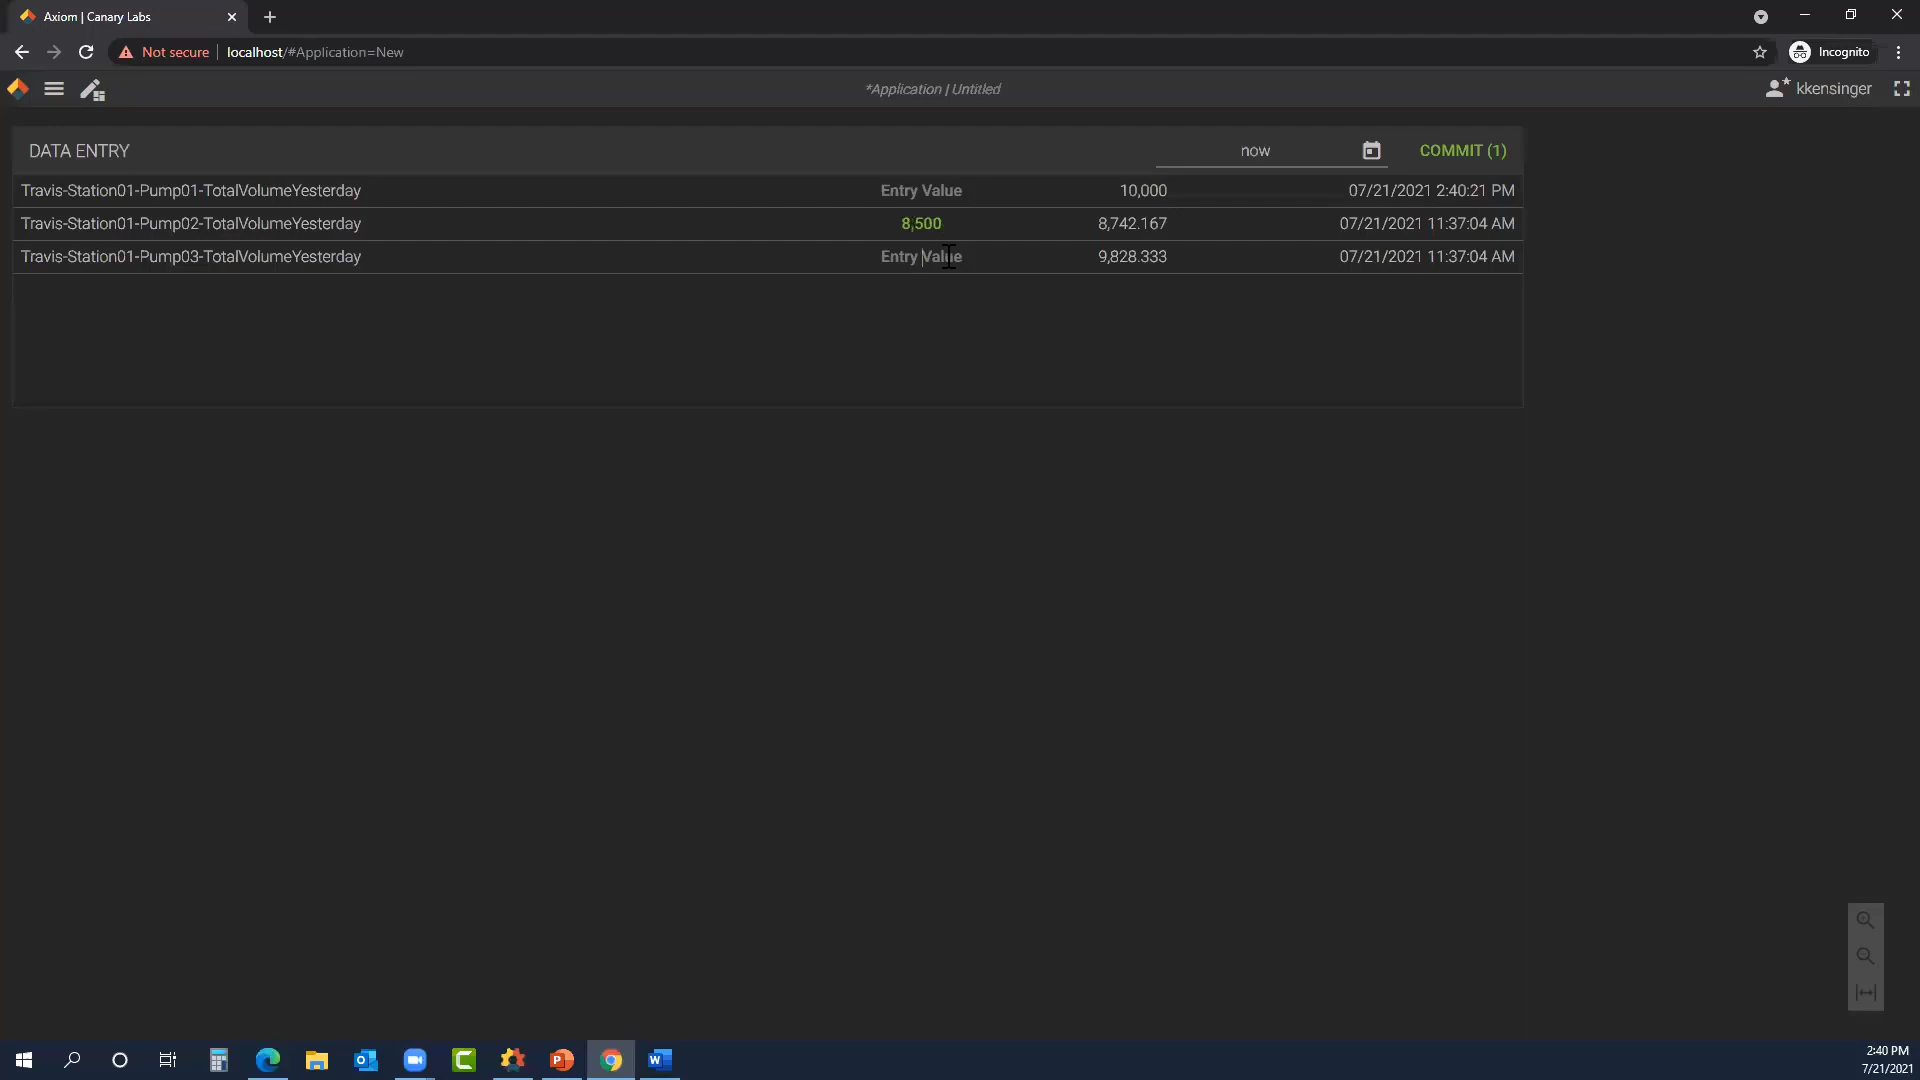 Axiom | Canary Labs
Not secure
localhost/#Application=New
Incognito
*Application | Untitled
kkensinger
DATA ENTRY
now
COMMIT (1)
Travis-Station01-Pump01-TotalVolumeYesterday Entry Value 10,000 07/21/2021 2:40:21 PM
Travis-Station01-Pump02-TotalVolumeYesterday 8,500 8,742.167 07/21/2021 11:37:04 AM
Travis-Station01-Pump03-TotalVolumeYesterday Entry Value 9,828.333 07/21/2021 11:37:04 AM
2:40 PM
7/21/2021